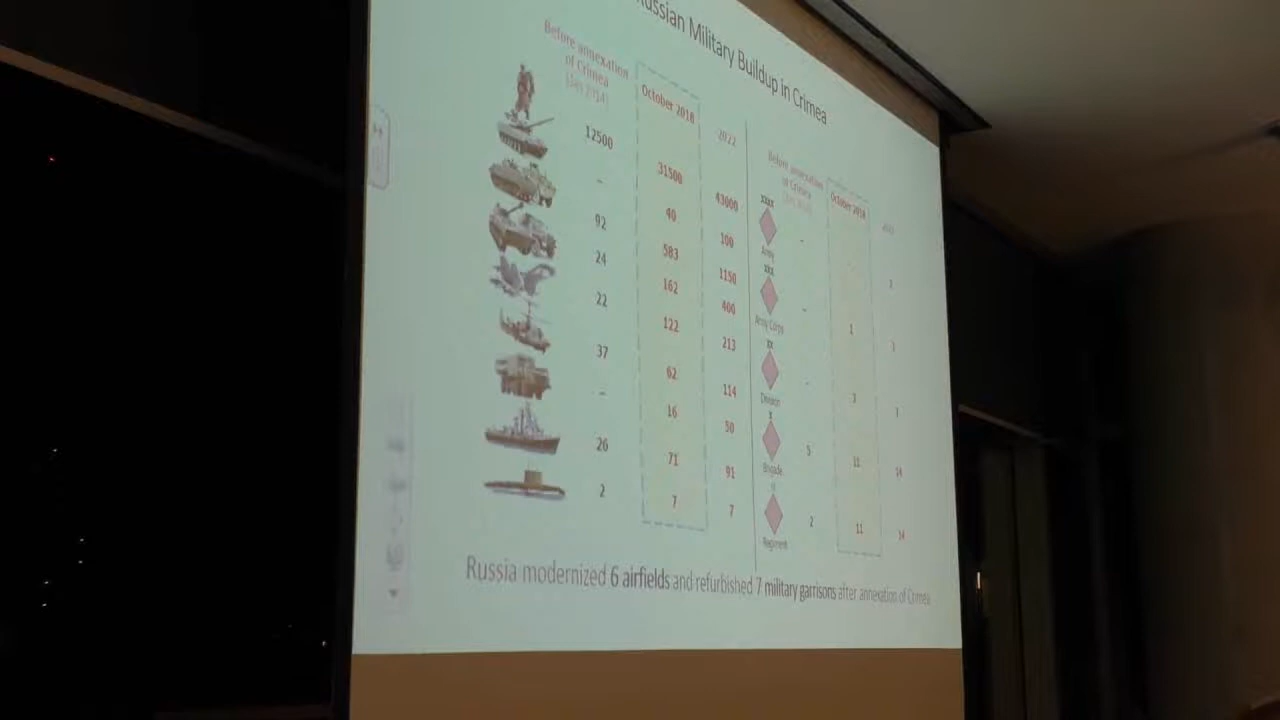 Russian Military Buildup in Crimea
Before annexation
of Crimea
October 2018
2022
12500
31500
43000
-
40
100
92
583
1150
24
162
400
22
122
213
37
62
114
-
16
50
26
71
91
2
7
7
Before annexation
of Crimea
October 2018
xxxx
Army
-
xxx
Army Corps
-
1
xx
Division
-
x
Brigade
5
11
14
Regiment
2
11
14
Russia modernized 6 airfields and refurbished 7 military garrisons after annexation of Crimea